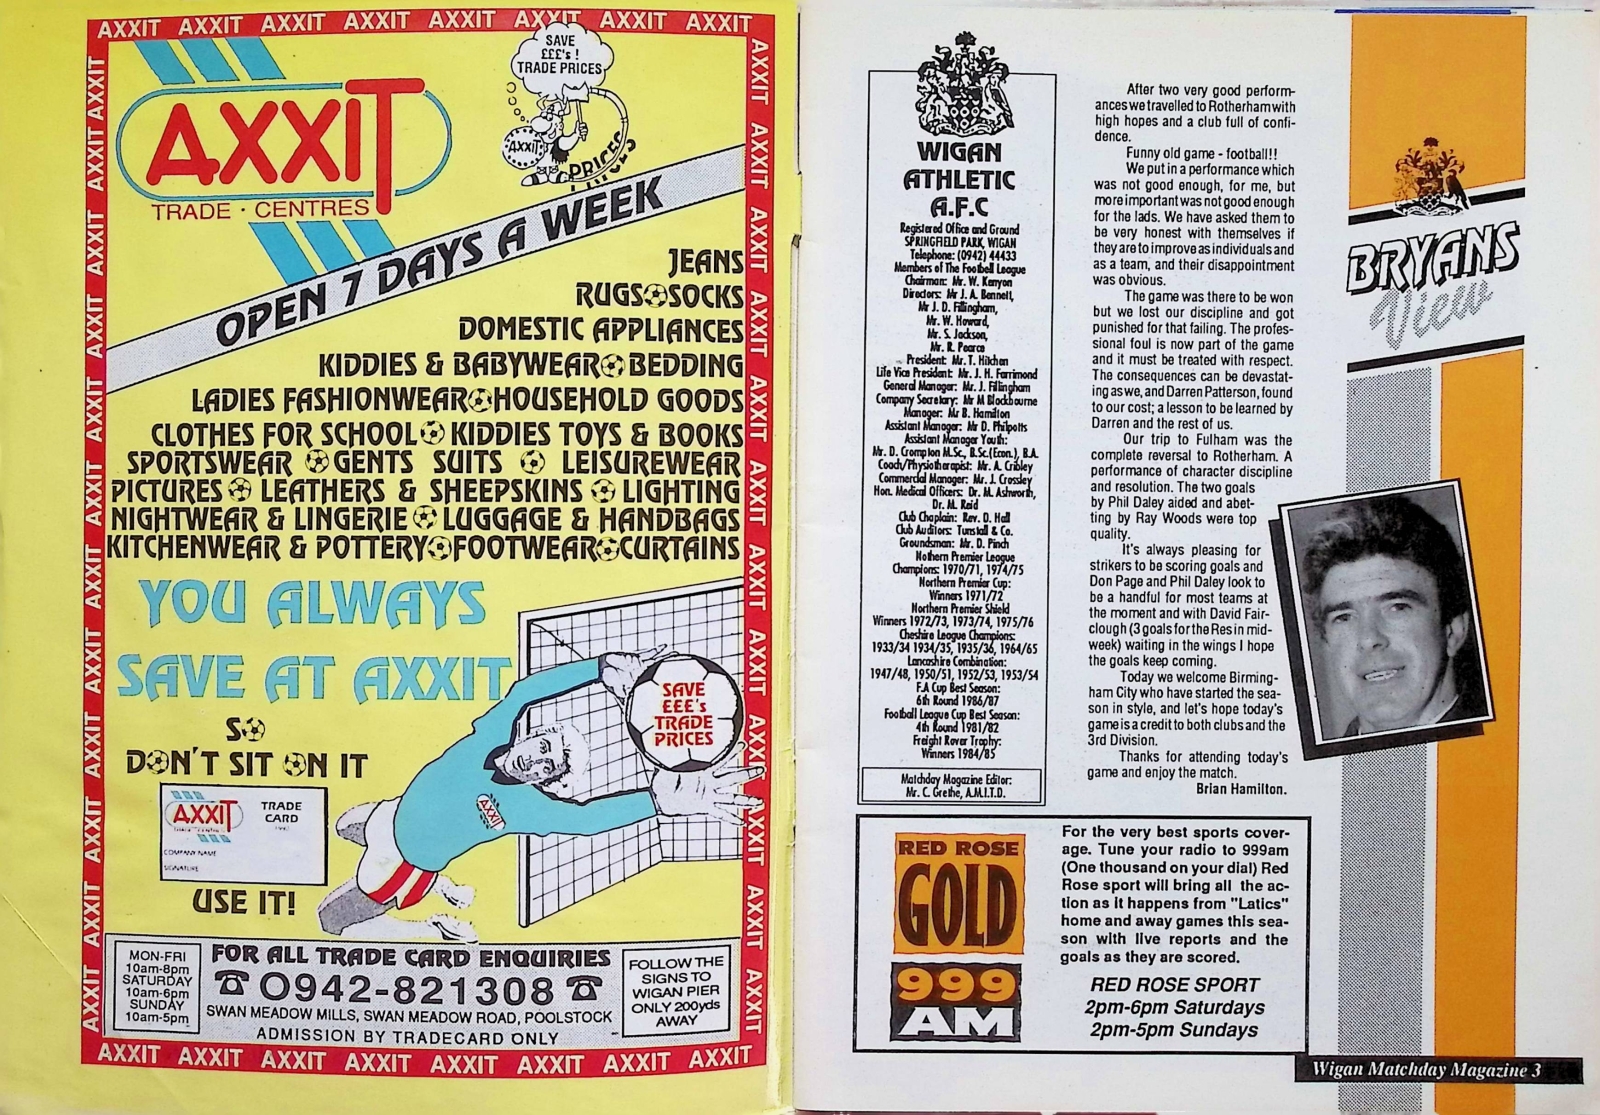 AXXIT AXXIT AXXIT AXXIT AXXIT AXXIT AXXIT AXXIT
SAVE
£££'s !
TRADE PRICES
AXXIT
PRICES
AXXIT
TRADE · CENTRES
OPEN 7 DAYS A WEEK
JEANS
RUGS SOCKS
DOMESTIC APPLIANCES
KIDDIES & BABYWEAR BEDDING
LADIES FASHIONWEAR HOUSEHOLD GOODS
CLOTHES FOR SCHOOL KIDDIES TOYS & BOOKS
SPORTSWEAR GENTS SUITS LEISUREWEAR
PICTURES LEATHERS & SHEEPSKINS LIGHTING
NIGHTWEAR & LINGERIE LUGGAGE & HANDBAGS
KITCHENWEAR & POTTERY FOOTWEAR CURTAINS
YOU ALWAYS
SAVE AT AXXIT
SO
DON'T SIT ON IT
SAVE
£££'s
TRADE
PRICES
AXXIT
AXXIT
TRADE
CARD
COMPANY NAME
SIGNATURE
USE IT!
MON-FRI
10am-8pm
SATURDAY
10am-6pm
SUNDAY
10am-5pm
FOR ALL TRADE CARD ENQUIRIES
☎ 0942-821308 ☎
SWAN MEADOW MILLS, SWAN MEADOW ROAD, POOLSTOCK
ADMISSION BY TRADECARD ONLY
FOLLOW THE
SIGNS TO
WIGAN PIER
ONLY 200yds
AWAY
AXXIT AXXIT AXXIT AXXIT AXXIT AXXIT AXXIT AXXIT
WIGAN
ATHLETIC
A.F.C
Registered Office and Ground
SPRINGFIELD PARK, WIGAN
Telephone: (0942) 44433
Members of The Football League
Chairman: Mr. W. Kenyon
Directors: Mr J. A. Bennett,
Mr J. D. Fillingham,
Mr. W. Howard,
Mr. S. Jackson,
Mr. R. Pearce
President: Mr. T. Hitchen
Life Vice President: Mr. J. H. Farrimond
General Manager: Mr. J. Fillingham
Company Secretary: Mr M Blackbourne
Manager: Mr B. Hamilton
Assistant Manager: Mr D. Philpotts
Assistant Manager Youth:
Mr. D. Crompton M.Sc., B.Sc.(Econ.), B.A.
Coach/Physiotherapist: Mr. A. Cribley
Commercial Manager: Mr. J. Crossley
Hon. Medical Officers: Dr. M. Ashworth,
Dr. M. Reid
Club Chaplain: Rev. D. Hall
Club Auditors: Tunstall & Co.
Groundsman: Mr. D. Pinch
Nothern Premier League
Champions: 1970/71, 1974/75
Northern Premier Cup:
Winners 1971/72
Northern Premier Shield
Winners 1972/73, 1973/74, 1975/76
Cheshire League Champions:
1933/34 1934/35, 1935/36, 1964/65
Lancashire Combination:
1947/48, 1950/51, 1952/53, 1953/54
F.A Cup Best Season:
6th Round 1986/87
Football League Cup Best Season:
4th Round 1981/82
Freight Rover Trophy:
Winners 1984/85
Matchday Magazine Editor:
Mr. C. Grethe, A.M.I.T.D.
After two very good perform-
ances we travelled to Rotherham with
high hopes and a club full of confi-
dence.
Funny old game - football!!
We put in a performance which
was not good enough, for me, but
more important was not good enough
for the lads. We have asked them to
be very honest with themselves if
they are to improve as individuals and
as a team, and their disappointment
was obvious.
The game was there to be won
but we lost our discipline and got
punished for that failing. The profes-
sional foul is now part of the game
and it must be treated with respect.
The consequences can be devastat-
ing as we, and Darren Patterson, found
to our cost; a lesson to be learned by
Darren and the rest of us.
Our trip to Fulham was the
complete reversal to Rotherham. A
performance of character discipline
and resolution. The two goals
by Phil Daley aided and abet-
ting by Ray Woods were top
quality.
It's always pleasing for
strikers to be scoring goals and
Don Page and Phil Daley look to
be a handful for most teams at
the moment and with David Fair-
clough (3 goals for the Res in mid-
week) waiting in the wings I hope
the goals keep coming.
Today we welcome Birming-
ham City who have started the sea-
son in style, and let's hope today's
game is a credit to both clubs and the
3rd Division.
Thanks for attending today's
game and enjoy the match.
Brian Hamilton.
BRYANS
View
RED ROSE
GOLD
999
AM
For the very best sports cover-
age. Tune your radio to 999am
(One thousand on your dial) Red
Rose sport will bring all the ac-
tion as it happens from "Latics"
home and away games this sea-
son with live reports and the
goals as they are scored.
RED ROSE SPORT
2pm-6pm Saturdays
2pm-5pm Sundays
Wigan Matchday Magazine 3